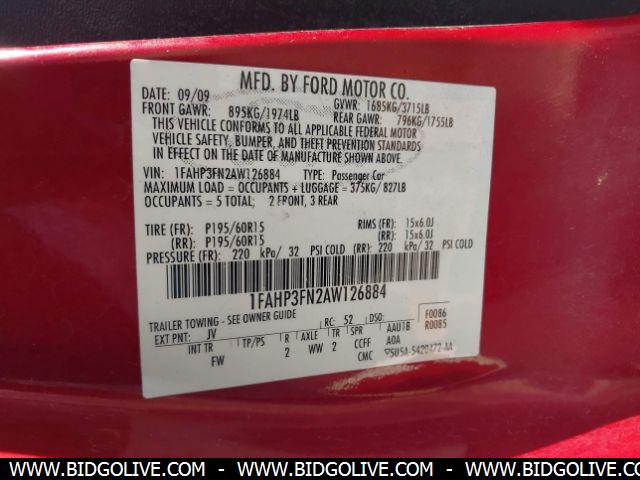 MFD. BY FORD MOTOR CO.
DATE: 09/09 GVWR: 1685KG/3715LB
FRONT GAWR: 895KG/1974LB REAR GAWR: 796KG/1755LB
THIS VEHICLE CONFORMS TO ALL APPLICABLE FEDERAL MOTOR
VEHICLE SAFETY, BUMPER, AND THEFT PREVENTION STANDARDS
IN EFFECT ON THE DATE OF MANUFACTURE SHOWN ABOVE.
VIN: 1FAHP3FN2AW126884 TYPE: Passenger Car
MAXIMUM LOAD = OCCUPANTS + LUGGAGE = 375KG/ 827LB
OCCUPANTS = 5 TOTAL; 2 FRONT, 3 REAR
TIRE (FR): P195/60R15 RIMS (FR): 15x6.0J
(RR): P195/60R15 (RR): 15x6.0J
PRESSURE (FR): 220 kPa/ 32 PSI COLD (RR): 220 kPa/ 32 PSI COLD
1FAHP3FN2AW126884
TRAILER TOWING - SEE OWNER GUIDE
EXT PNT: JV RC: 52 DSO: F0086
INT TR TP/PS R AXLE TR SPR AAU1B R0085
FW 2 WW 2 CCFF AOA
CMC 5U5A-5420472-AA
WWW.BIDGOLIVE.COM - WWW.BIDGOLIVE.COM - WWW.BIDGOLIVE.COM